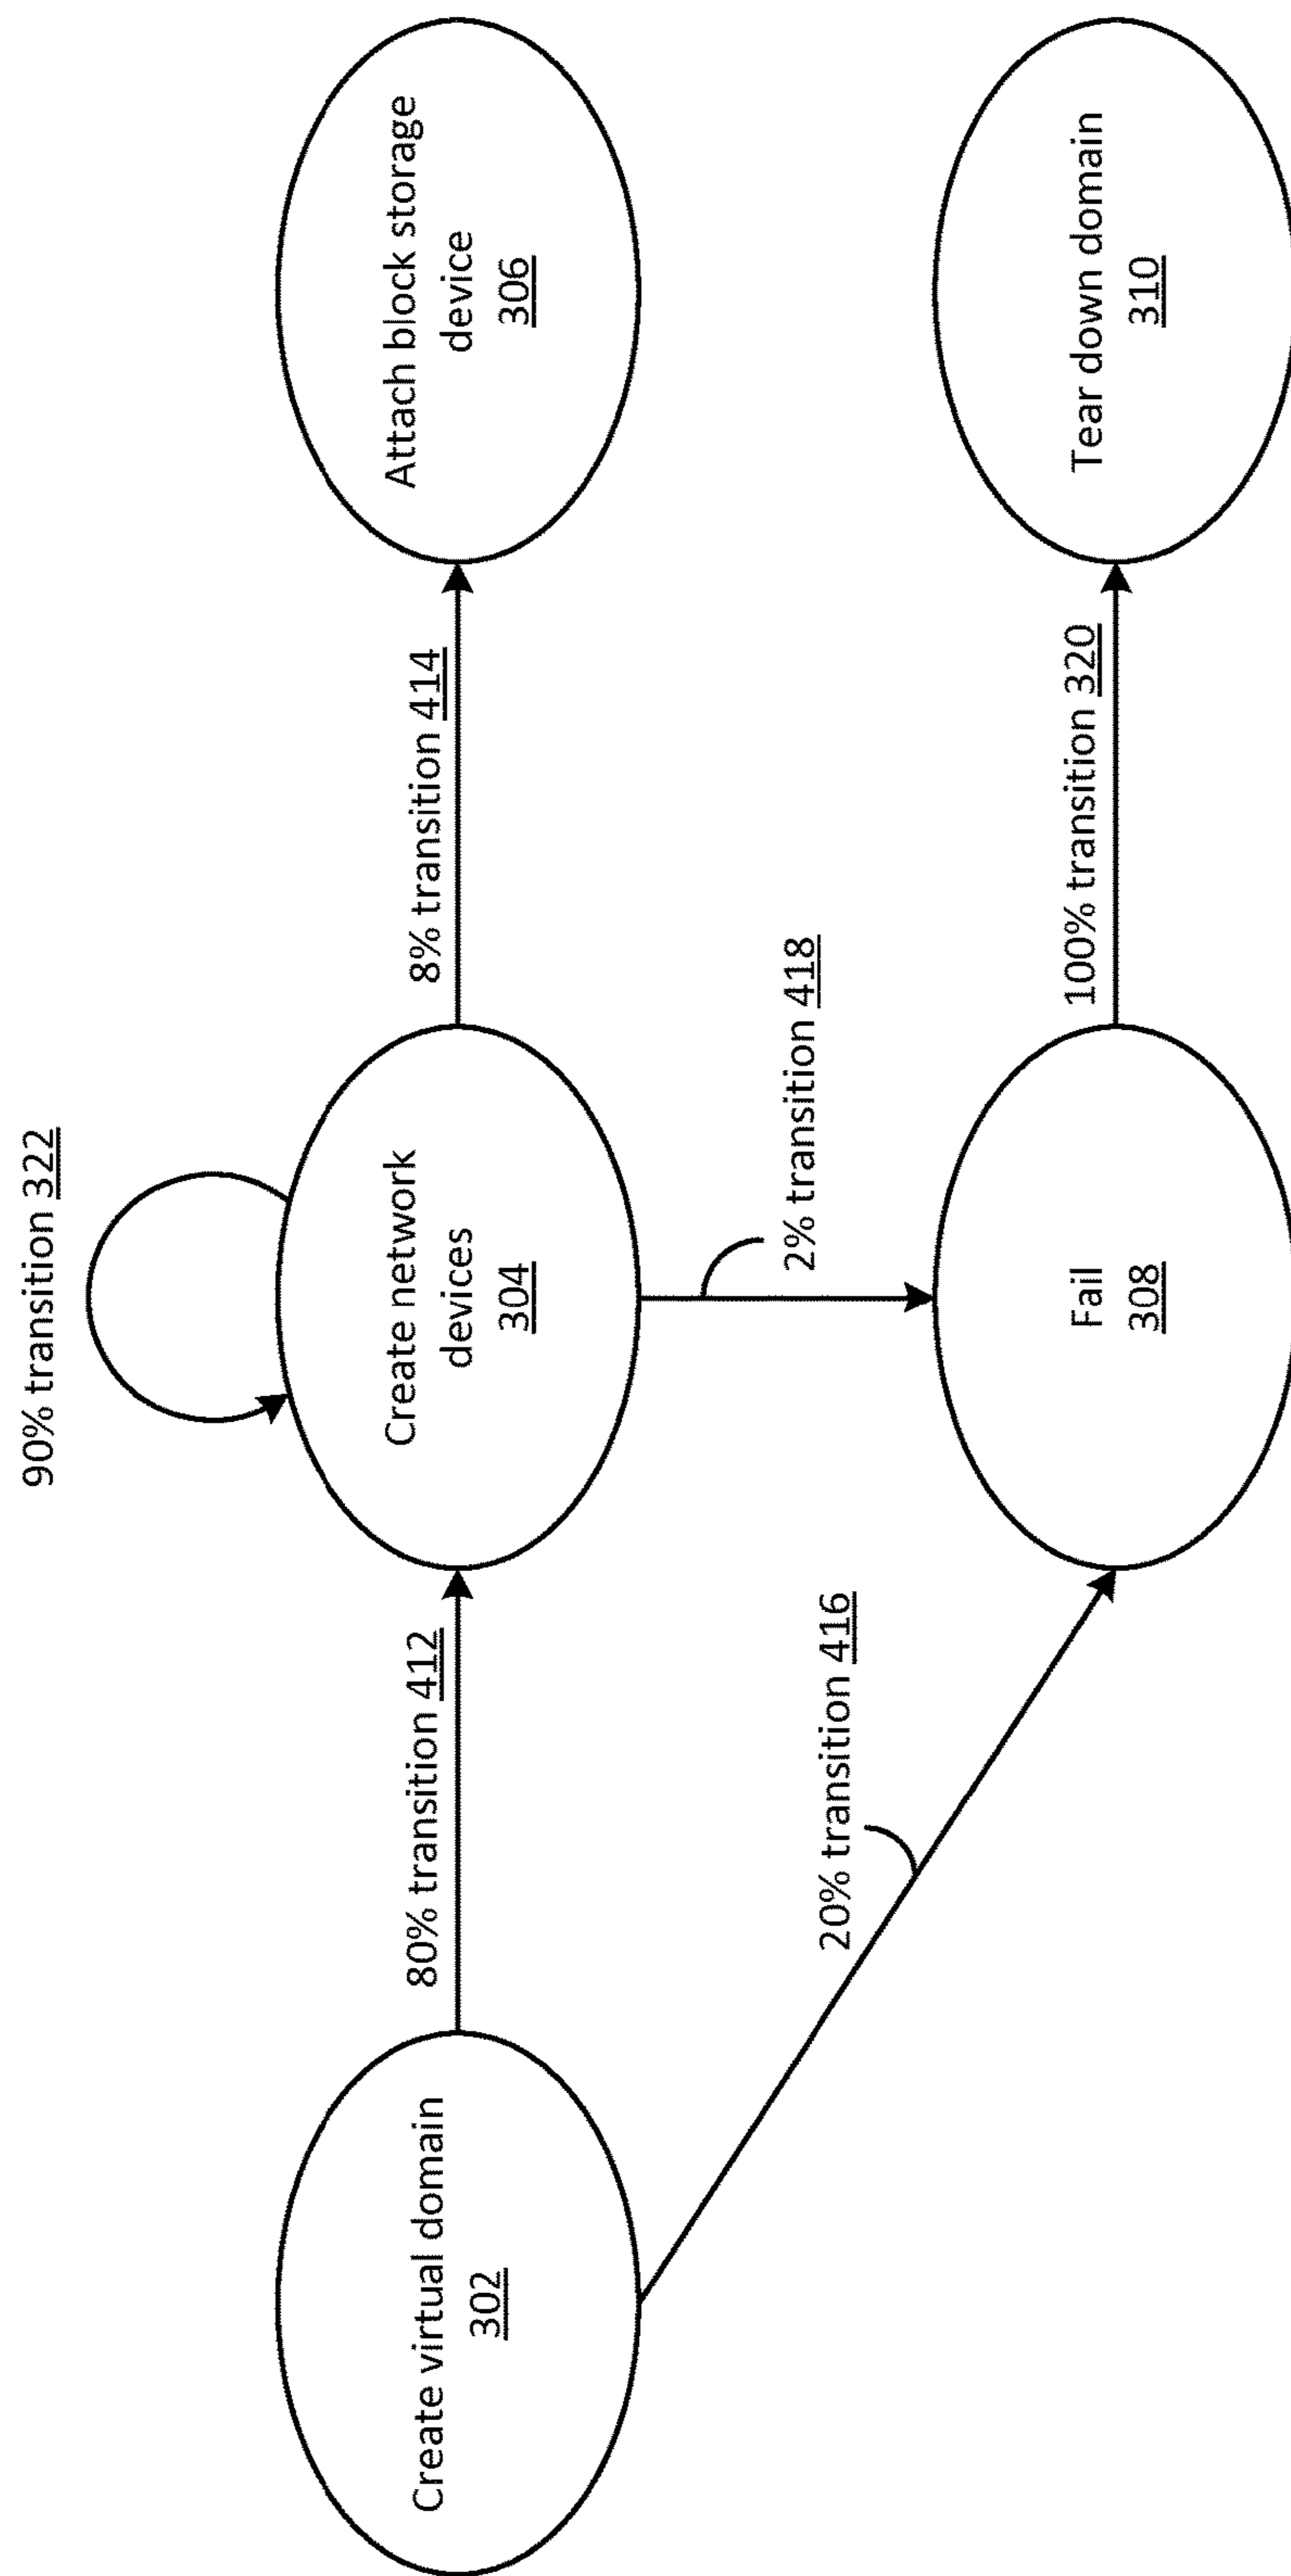 90% transition 322
Create virtual domain
302
80% transition 412
Create network
devices
304
8% transition 414
Attach block storage
device
306
20% transition 416
2% transition 418
Fail
308
100% transition 320
Tear down domain
310